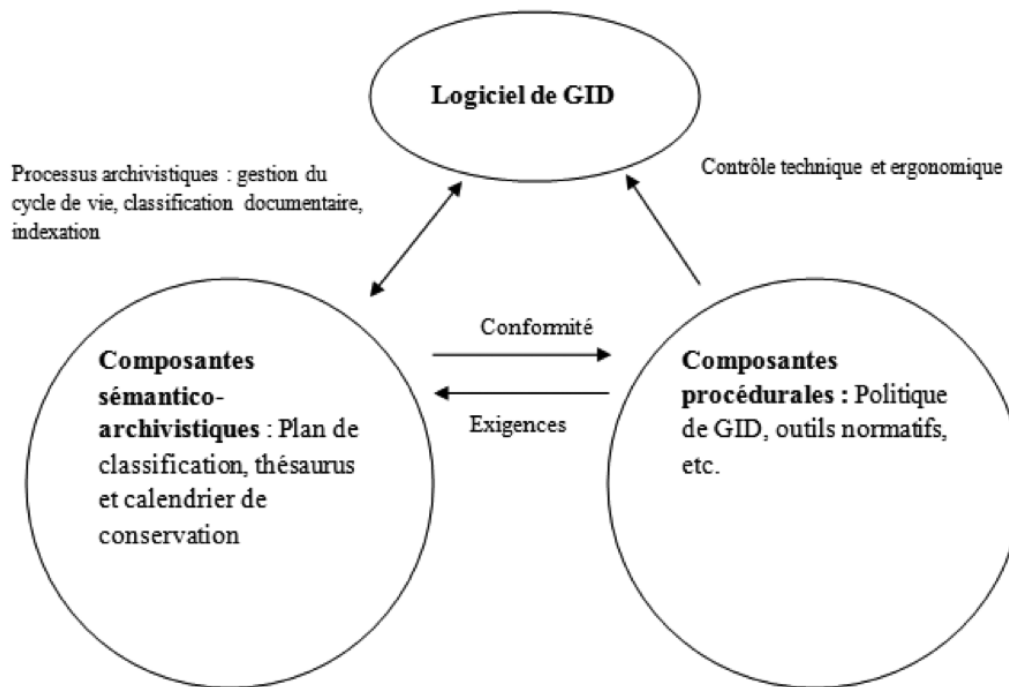 Logiciel de GID
Processus archivistiques : gestion du
cycle de vie, classification documentaire,
indexation
Contrôle technique et ergonomique
Conformité
Exigences
Composantes
sémantico-
archivistiques : Plan de
classification, thésaurus
et calendrier de
conservation
Composantes
procédurales : Politique
de GID, outils normatifs,
etc.